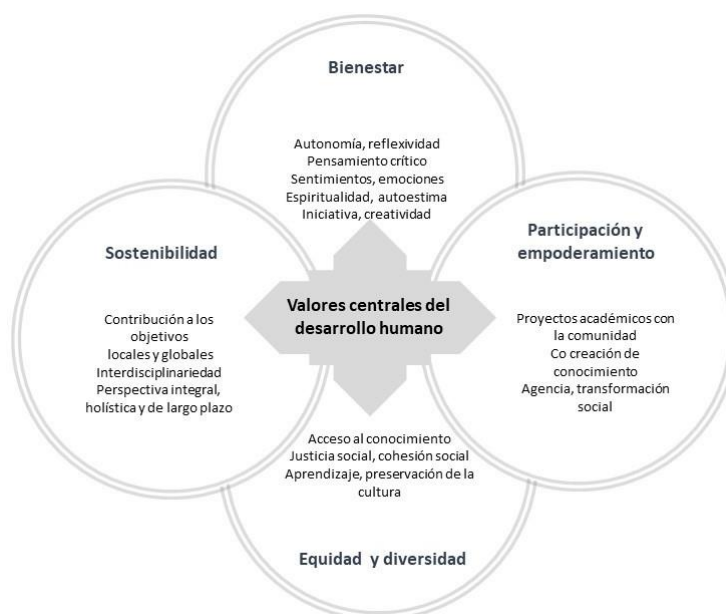 Bienestar
Autonomía, reflexividad
Pensamiento crítico
Sentimientos, emociones
Espiritualidad, autoestima
Iniciativa, creatividad
Sostenibilidad
Contribución a los
objetivos
locales y globales
Interdisciplinariedad
Perspectiva integral,
holística y de largo plazo
Valores centrales del
desarrollo humano
Participación y
empoderamiento
Proyectos académicos con
la comunidad
Co creación de
conocimiento
Agencia, transformación
social
Acceso al conocimiento
Justicia social, cohesión social
Aprendizaje, preservación de la
cultura
Equidad y diversidad